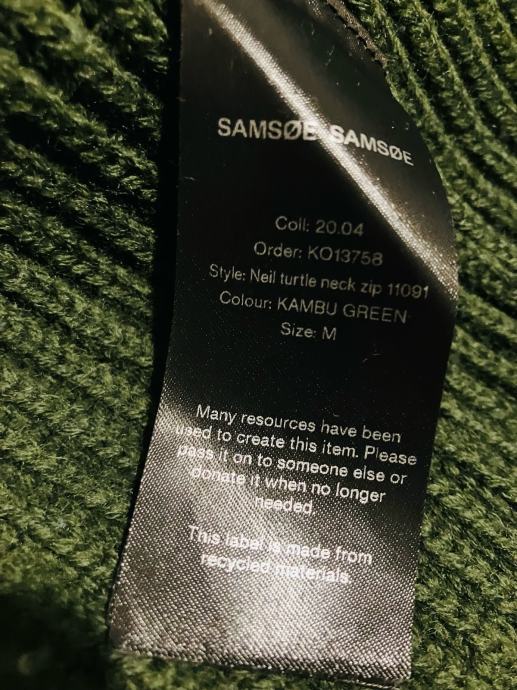 SAMSØE SAMSØE
Coll: 20.04
Order: KO13758
Style: Neil turtle neck zip 11091
Colour: KAMBU GREEN
Size: M
Many resources have been
used to create this item. Please
pass it on to someone else or
donate it when no longer
needed.
This label is made from
recycled materials.